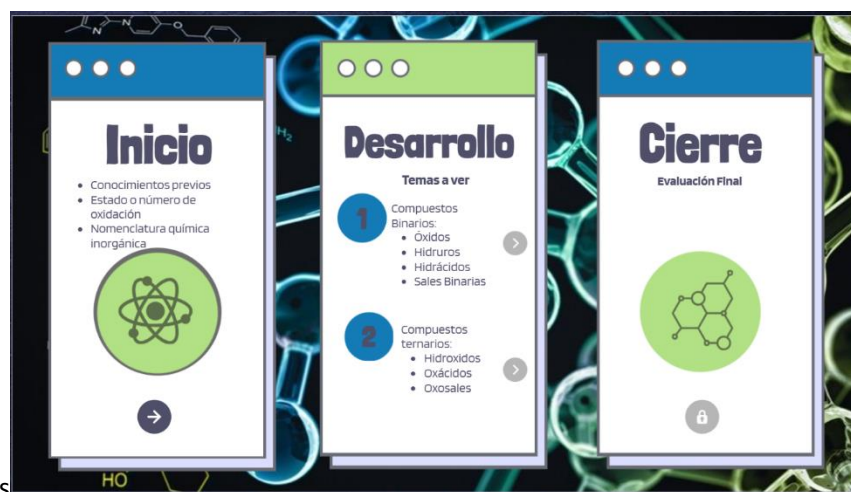 Inicio
Conocimientos previos
Estado o número de
oxidación
Nomenclatura química
inorgánica
Desarrollo
Temas a ver
1
Compuestos
Binarios:
Óxidos
Hidruros
Hidrácidos
Sales Binarias
2
Compuestos
ternarios:
Hidroxidos
Oxácidos
Oxosales
Cierre
Evaluación Final
N
N
O
H₂
HO
s